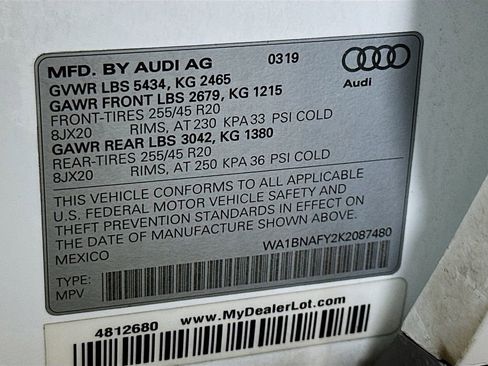 MFD. BY AUDI AG 0319
GVWR LBS 5434, KG 2465
GAWR FRONT LBS 2679, KG 1215
FRONT-TIRES 255/45 R20
8JX20 RIMS, AT 230 KPA 33 PSI COLD
GAWR REAR LBS 3042, KG 1380
REAR-TIRES 255/45 R20
8JX20 RIMS, AT 250 KPA 36 PSI COLD
Audi
THIS VEHICLE CONFORMS TO ALL APPLICABLE
U.S. FEDERAL MOTOR VEHICLE SAFETY AND
THEFT PREVENTION STANDARDS IN EFFECT ON
THE DATE OF MANUFACTURE SHOWN ABOVE.
MEXICO WA1BNAFY2K2087480
TYPE:
MPV
4812680 www.MyDealerLot.com